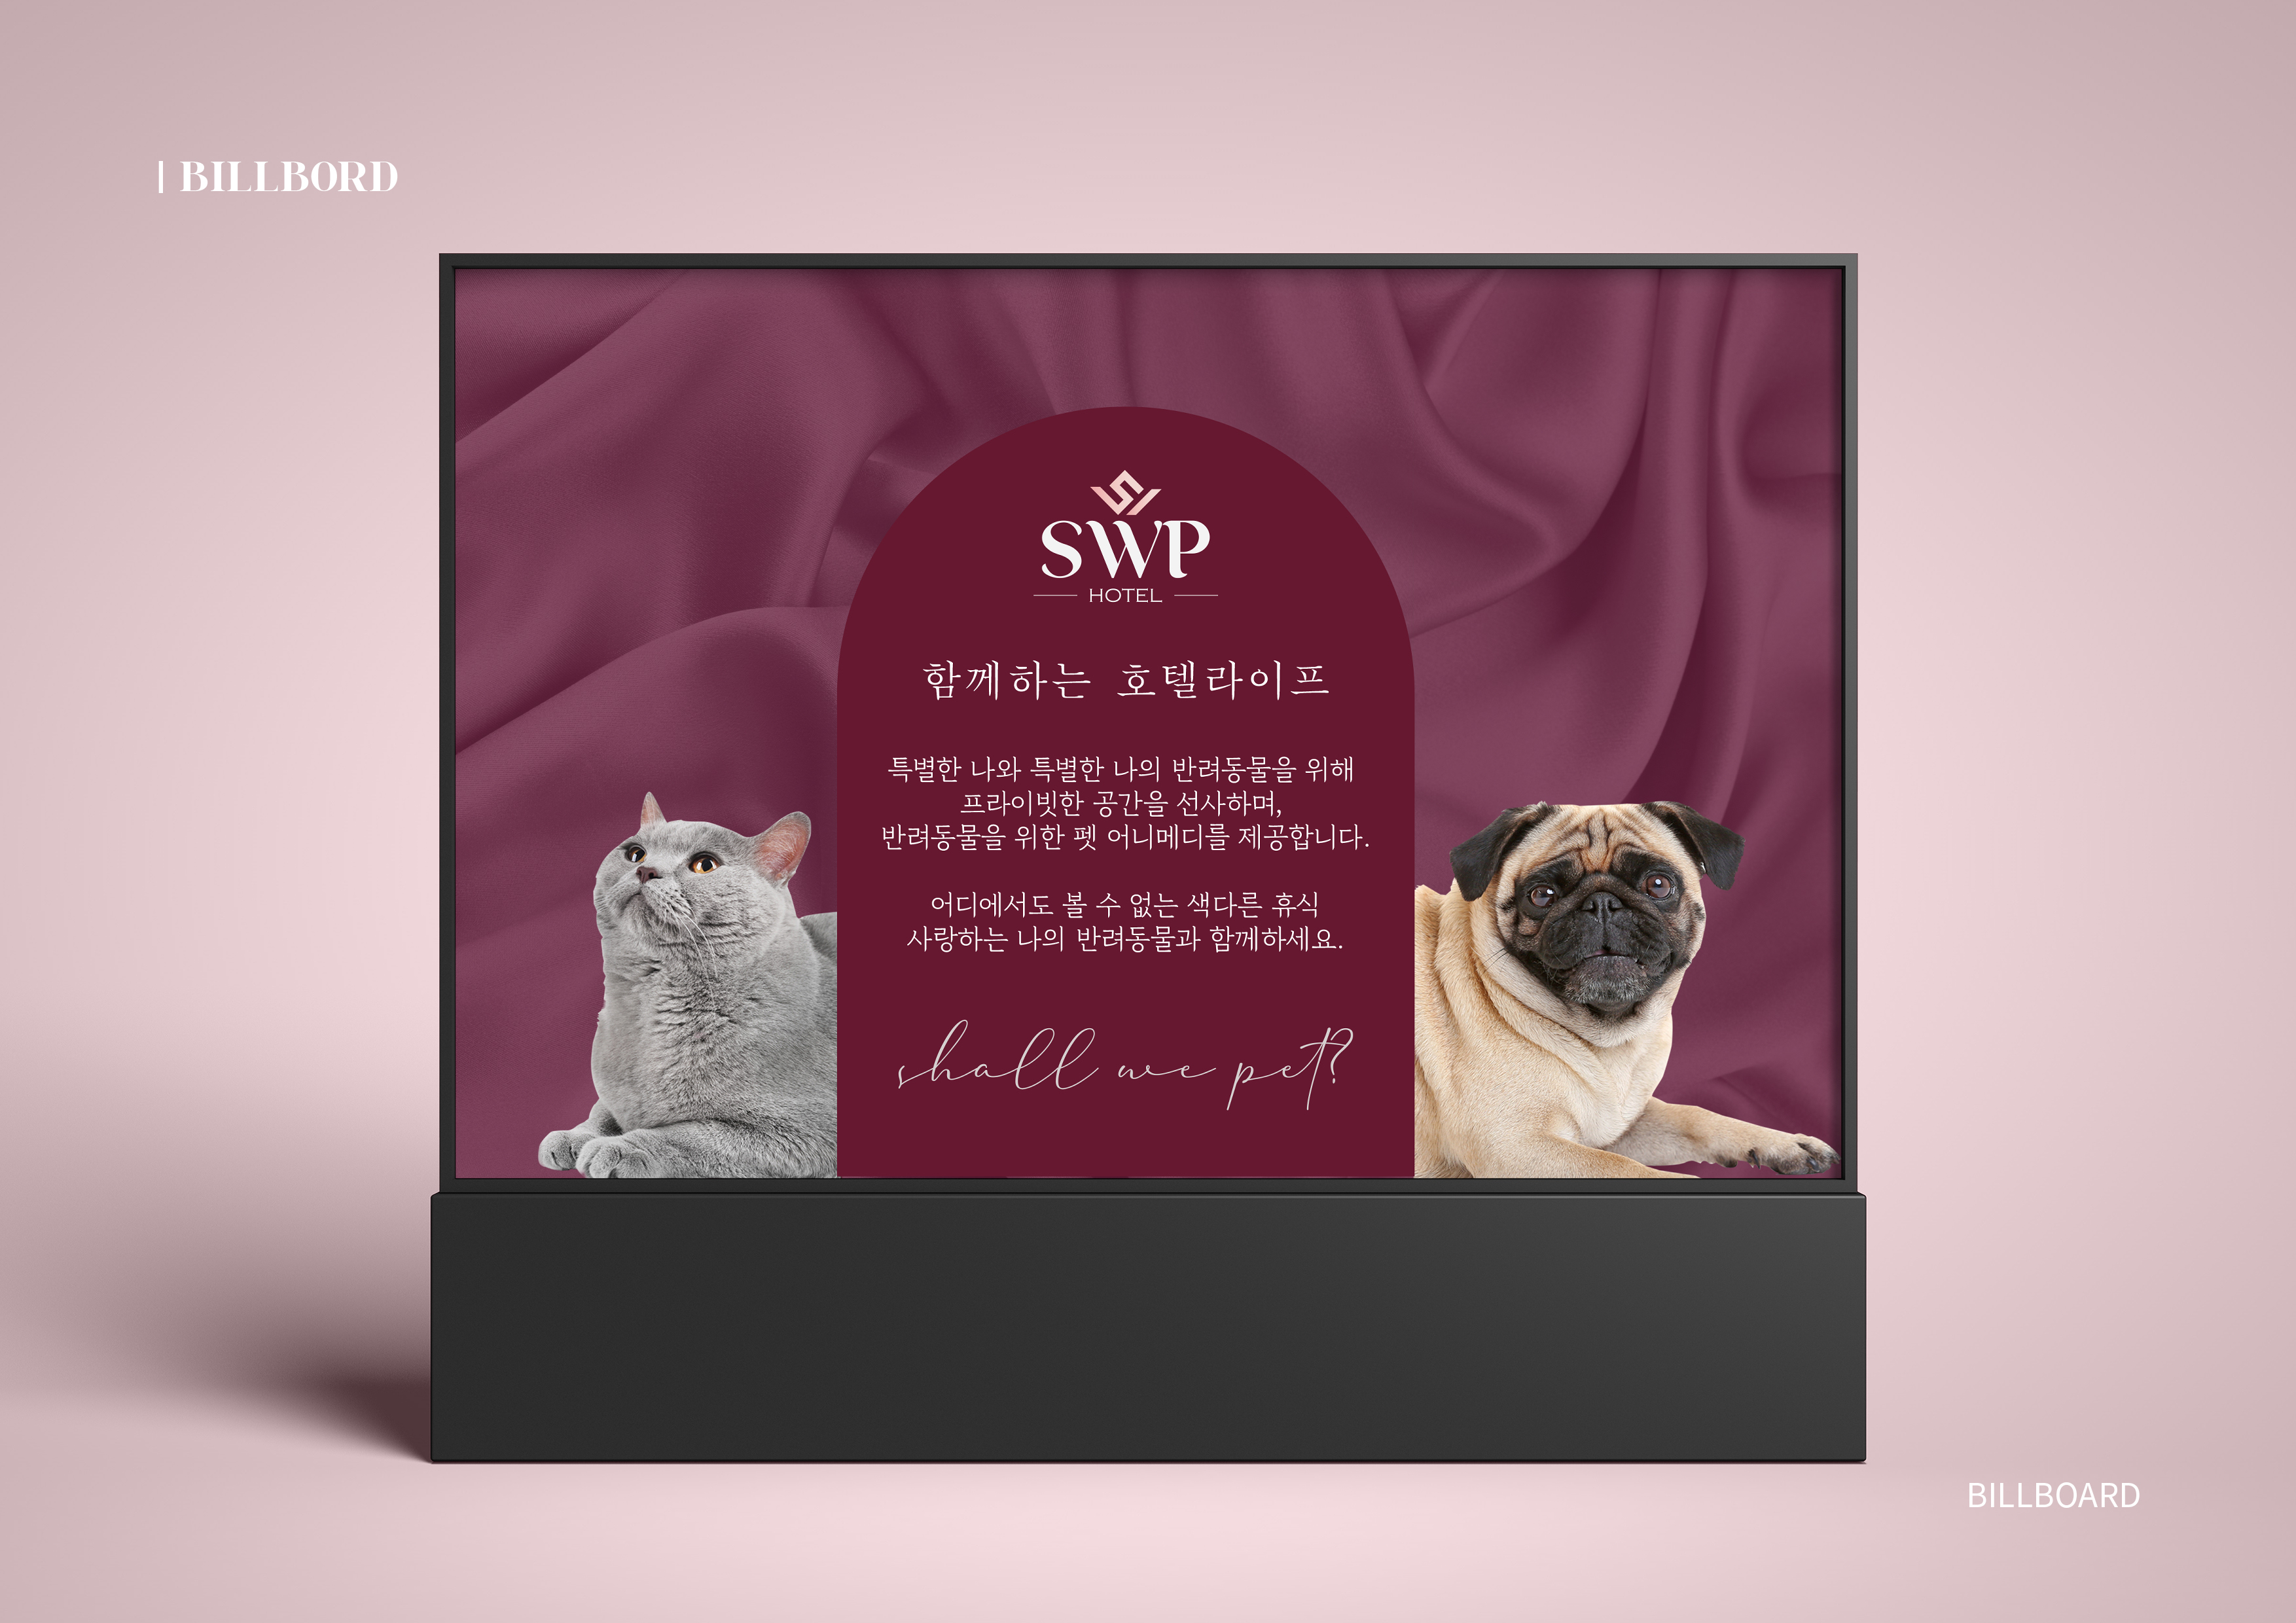 BILLBORD
SWP
HOTEL
함께하는 호텔라이프
특별한 나와 특별한 나의 반려동물을 위해
프라이빗한 공간을 선사하며,
반려동물을 위한 펫 어니메디를 제공합니다.
어디에서도 볼 수 없는 색다른 휴식
사랑하는 나의 반려동물과 함께하세요.
shall we pet?
BILLBOARD